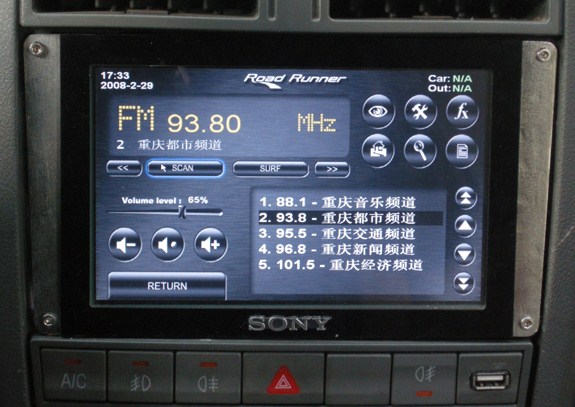 17:33
2008-2-29
Road Runner
Car: N/A
Out: N/A
FM 93.80 MHz
2 重庆都市频道
fx
<< SCAN SURF >>
Volume level : 65%
1. 88.1 - 重庆音乐频道
2. 93.8 - 重庆都市频道
3. 95.5 - 重庆交通频道
4. 96.8 - 重庆新闻频道
5. 101.5 - 重庆经济频道
RETURN
SONY
A/C